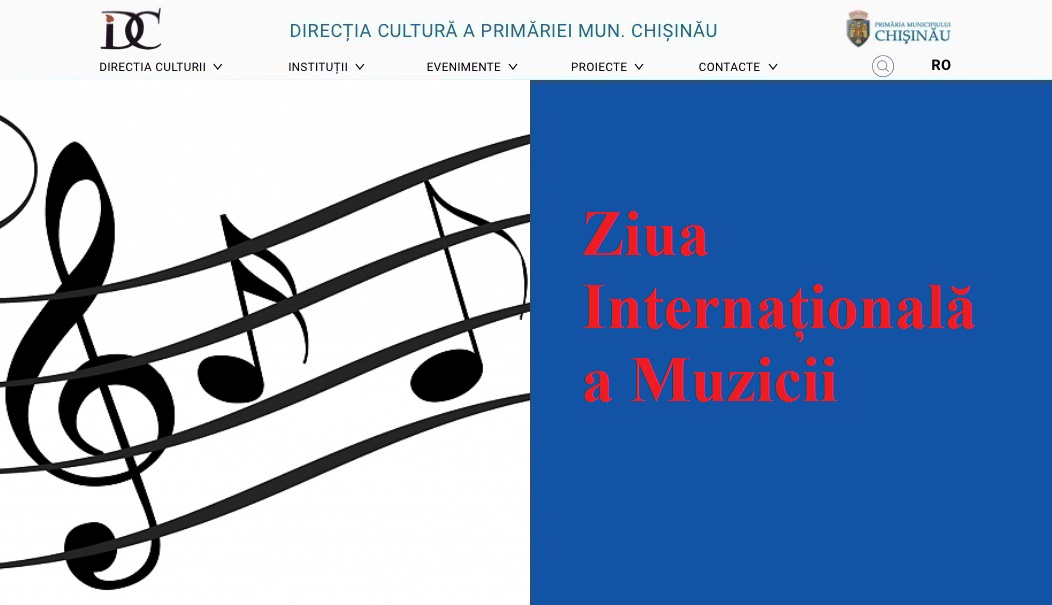 DC
DIRECȚIA CULTURĂ A PRIMĂRIEI MUN. CHIȘINĂU
PRIMĂRIA MUNICIPIULUI
CHIȘINĂU
DIRECTIA CULTURII
INSTITUȚII
EVENIMENTE
PROIECTE
CONTACTE
RO
Ziua
Internațională
a Muzicii